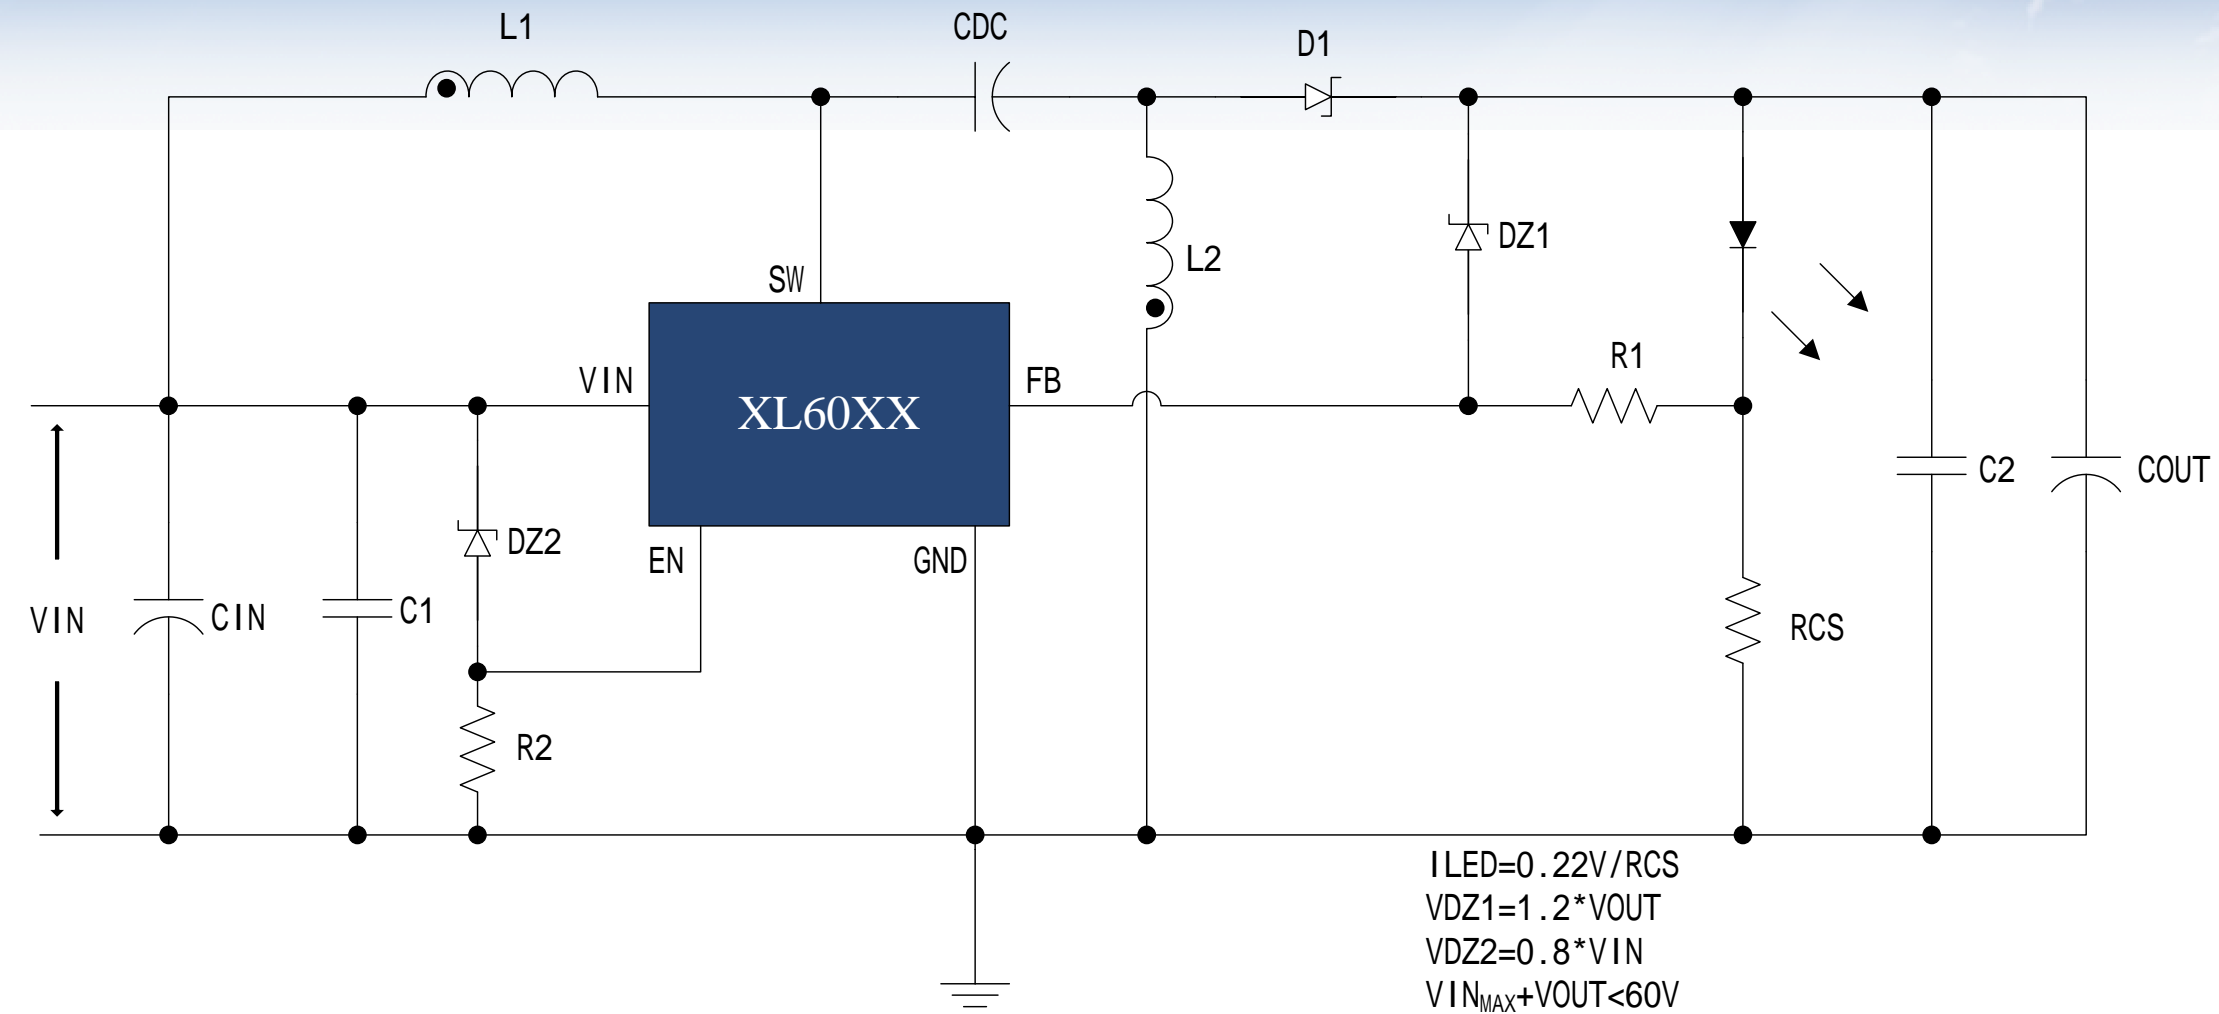 L1
CDC
D1
SW
L2
DZ1
VIN
FB
R1
XL60XX
C2
COUT
EN
GND
DZ2
VIN
CIN
C1
RCS
R2
ILED=0.22V/RCS
VDZ1=1.2*VOUT
VDZ2=0.8*VIN
VINMAX+VOUT<60V